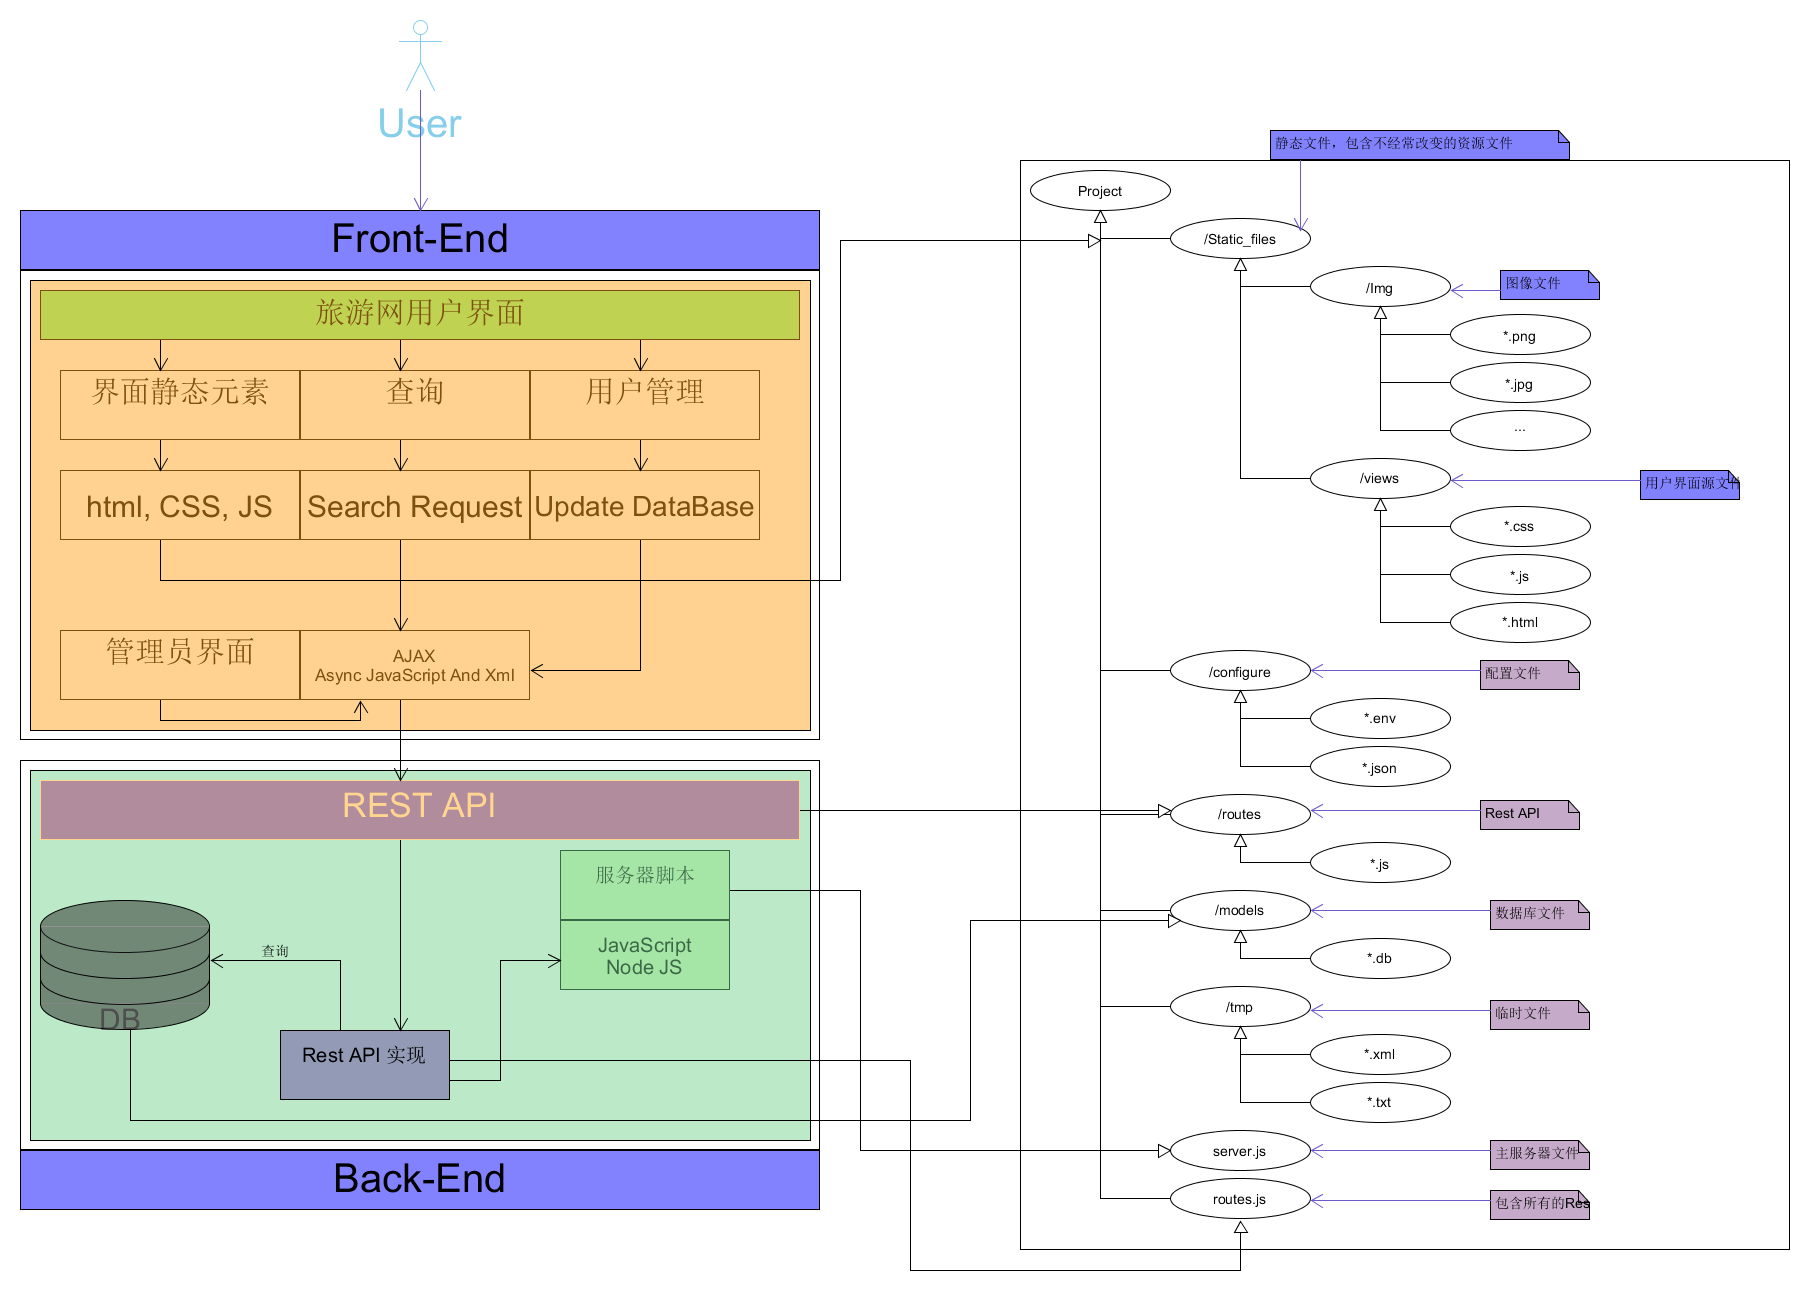 User
Front-End
旅游网用户界面
界面静态元素
查询
用户管理
html, CSS, JS
Search Request
Update DataBase
管理员界面
AJAX
Async JavaScript And Xml
REST API
服务器脚本
JavaScript
Node JS
查询
DB
Rest API 实现
Back-End
静态文件，包含不经常改变的资源文件
Project
/Static_files
/Img
图像文件
*.png
*.jpg
...
/views
用户界面源文件
*.css
*.js
*.html
/configure
配置文件
*.env
*.json
/routes
Rest API
*.js
/models
数据库文件
*.db
/tmp
临时文件
*.xml
*.txt
server.js
主服务器文件
routes.js
包含所有的Res